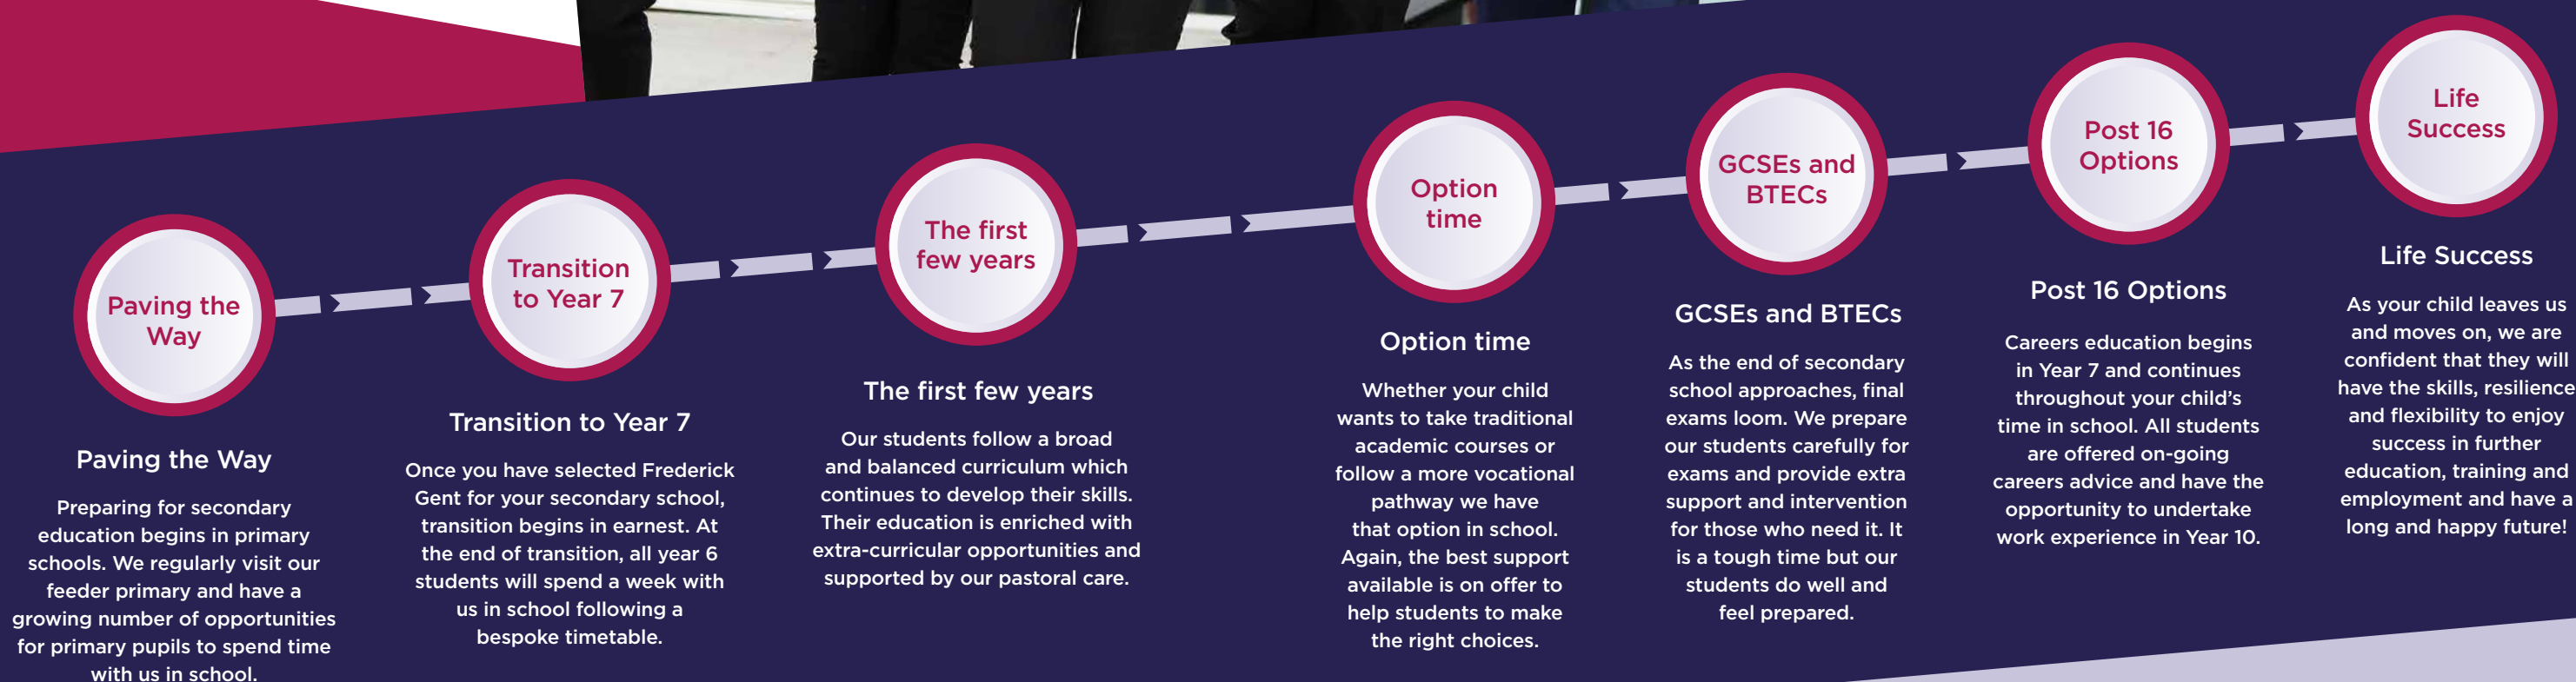 Paving the
Way
Paving the Way
Preparing for secondary
education begins in primary
schools. We regularly visit our
feeder primary and have a
growing number of opportunities
for primary pupils to spend time
with us in school.
Transition
to Year 7
Transition to Year 7
Once you have selected Frederick
Gent for your secondary school,
transition begins in earnest. At
the end of transition, all year 6
students will spend a week with
us in school following a
bespoke timetable.
The first
few years
The first few years
Our students follow a broad
and balanced curriculum which
continues to develop their skills.
Their education is enriched with
extra-curricular opportunities and
supported by our pastoral care.
Option
time
Option time
Whether your child
wants to take traditional
academic courses or
follow a more vocational
pathway we have
that option in school.
Again, the best support
available is on offer to
help students to make
the right choices.
GCSEs and
BTECs
GCSEs and BTECs
As the end of secondary
school approaches, final
exams loom. We prepare
our students carefully for
exams and provide extra
support and intervention
for those who need it. It
is a tough time but our
students do well and
feel prepared.
Post 16
Options
Post 16 Options
Careers education begins
in Year 7 and continues
throughout your child’s
time in school. All students
are offered on-going
careers advice and have the
opportunity to undertake
work experience in Year 10.
Life
Success
Life Success
As your child leaves us
and moves on, we are
confident that they will
have the skills, resilience
and flexibility to enjoy
success in further
education, training and
employment and have a
long and happy future!